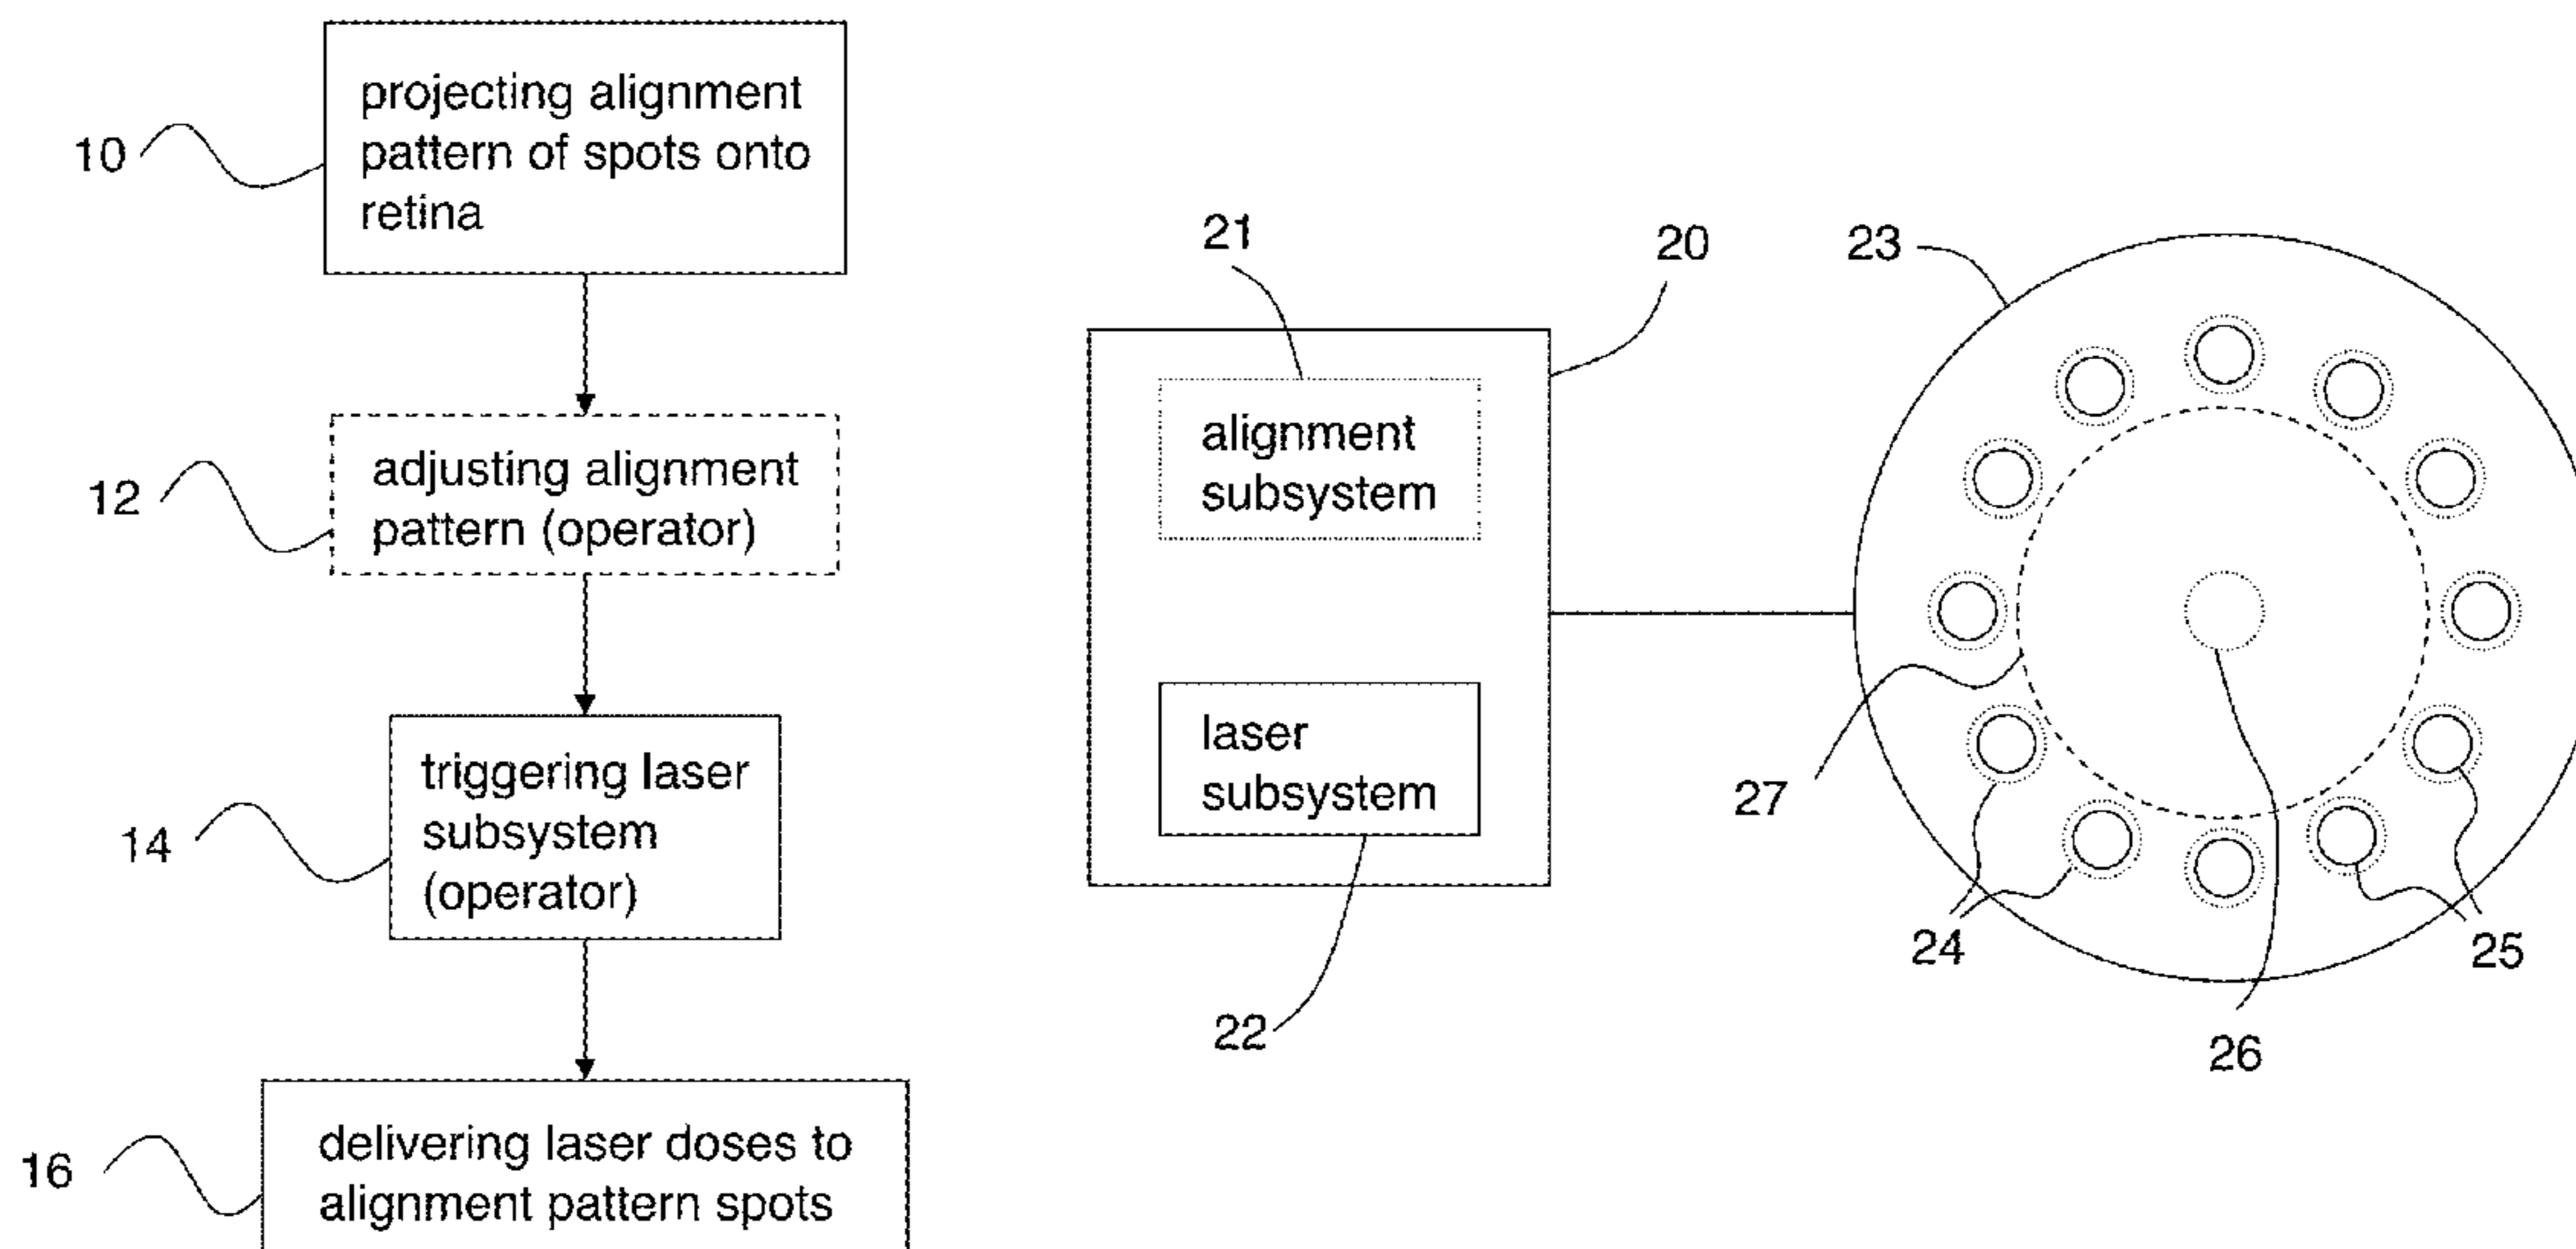 projecting alignment
pattern of spots onto
retina
10
adjusting alignment
pattern (operator)
12
triggering laser
subsystem
(operator)
14
delivering laser doses to
alignment pattern spots
16
21
20
alignment
subsystem
laser
subsystem
22
23
27
24
25
26